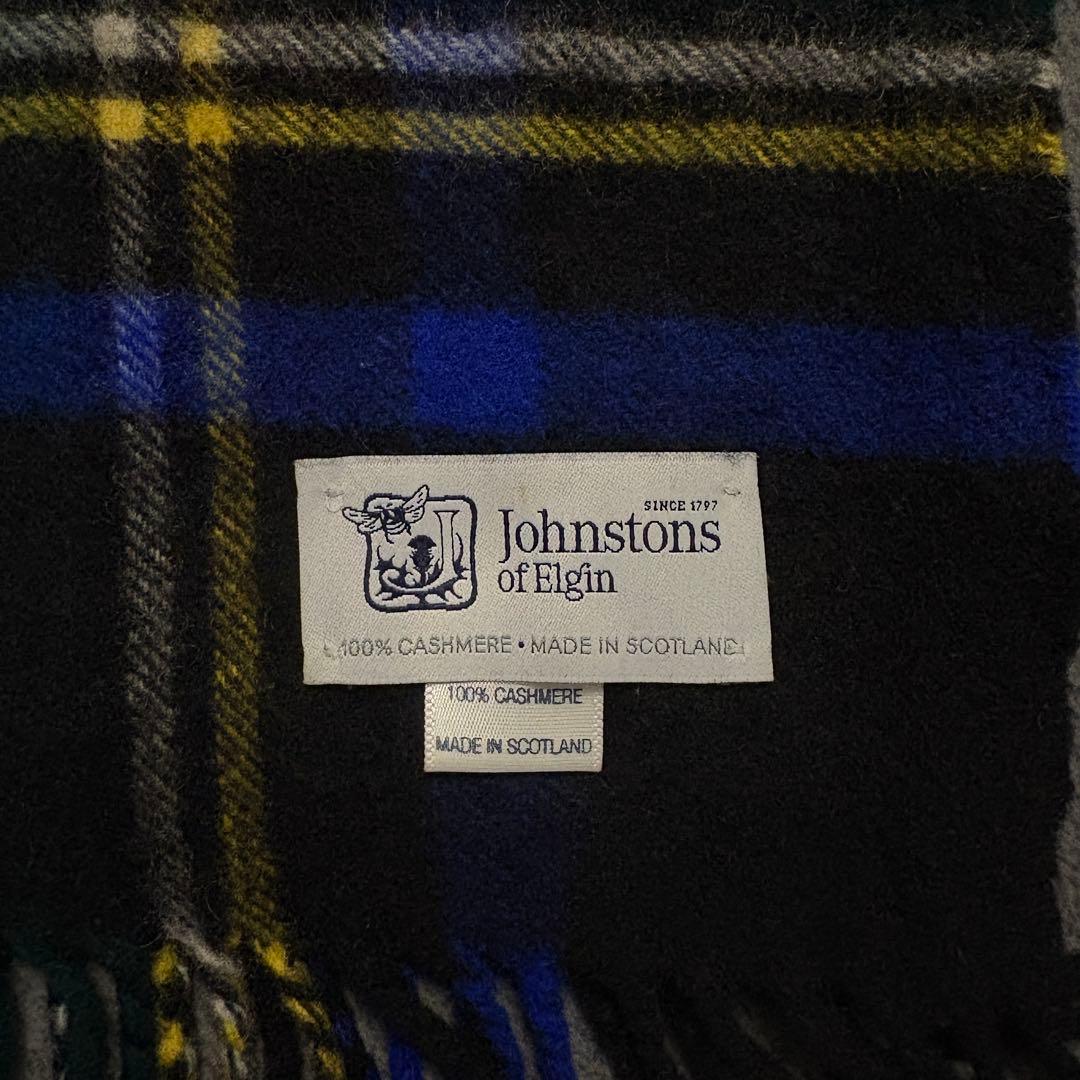 SINCE 1797
Johnstons
of Elgin
100% CASHMERE • MADE IN SCOTLAND
100% CASHMERE
MADE IN SCOTLAND